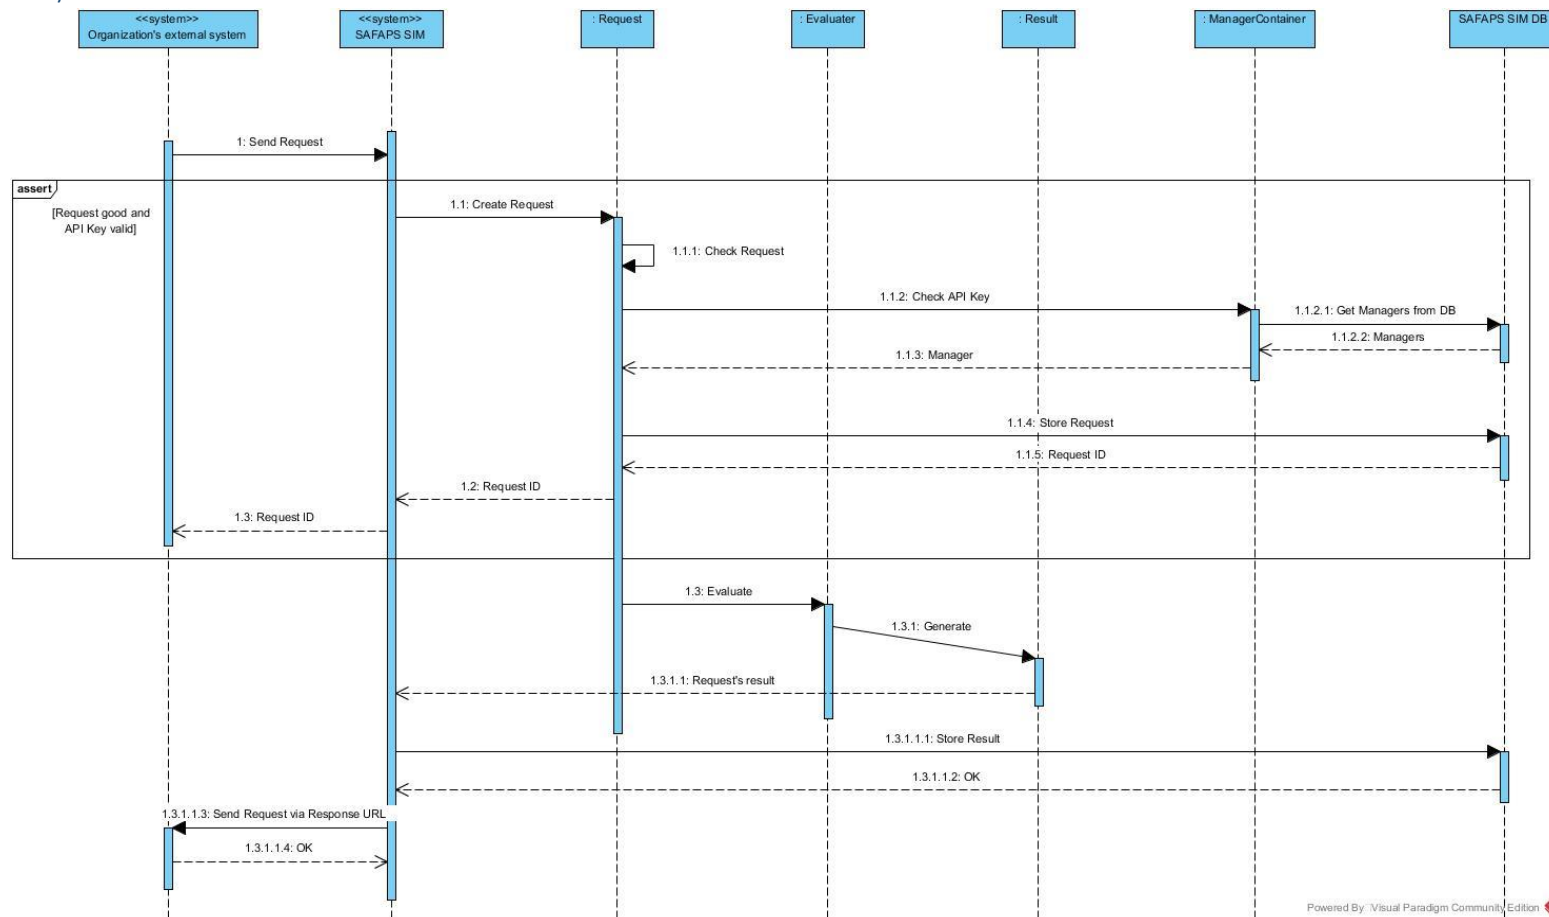 <<system>>
Organization's external system
<<system>>
SAFAPS SIM
: Request
: Evaluater
: Result
: ManagerContainer
SAFAPS SIM DB
1: Send Request
assert
[Request good and
API Key valid]
1.1: Create Request
1.1.1: Check Request
1.1.2: Check API Key
1.1.2.1: Get Managers from DB
1.1.2.2: Managers
1.1.3: Manager
1.1.4: Store Request
1.1.5: Request ID
1.2: Request ID
1.3: Request ID
1.3: Evaluate
1.3.1: Generate
1.3.1.1: Request's result
1.3.1.1.1: Store Result
1.3.1.1.2: OK
1.3.1.1.3: Send Request via Response URL
1.3.1.1.4: OK
Powered By Visual Paradigm Community Edition